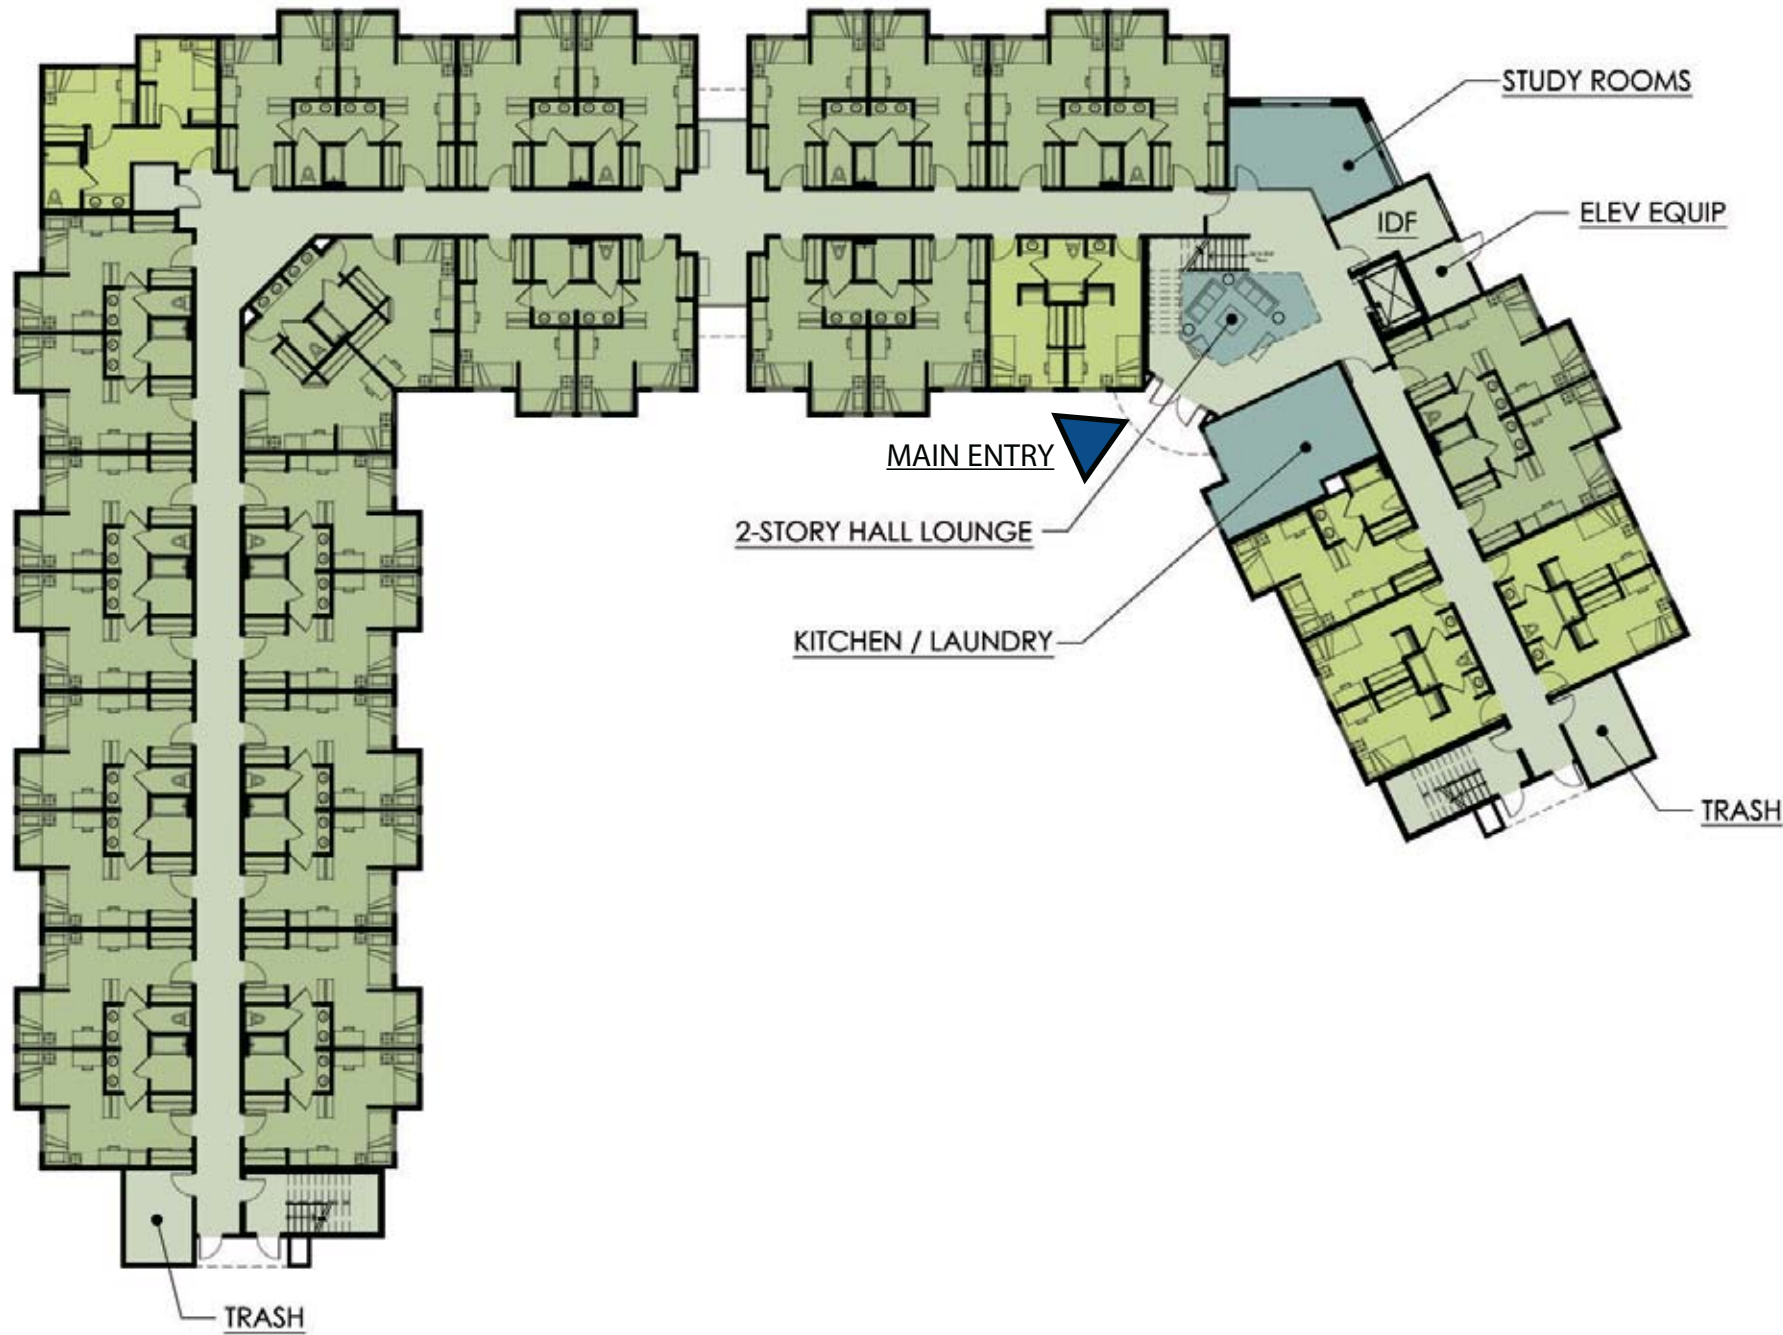 STUDY ROOMS
ELEV EQUIP
IDF
MAIN ENTRY
2-STORY HALL LOUNGE
KITCHEN / LAUNDRY
TRASH
TRASH